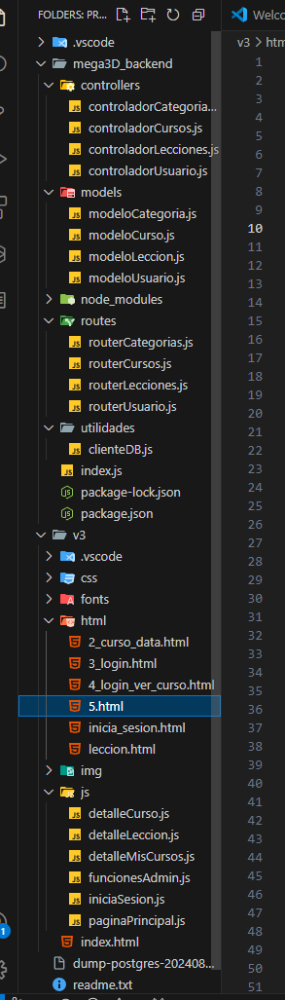 FOLDERS: PR...
Welco
.vscode
v3 > htm
mega3D_backend
controllers
controladorCategoria...
controladorCursos.js
controladorLecciones.js
controladorUsuario.js
models
modeloCategoria.js
modeloCurso.js
modeloLeccion.js
modeloUsuario.js
node_modules
routes
routerCategorias.js
routerCursos.js
routerLecciones.js
routerUsuario.js
utilidades
clienteDB.js
index.js
package-lock.json
package.json
v3
.vscode
css
fonts
html
2_curso_data.html
3_login.html
4_login_ver_curso.html
5.html
inicia_sesion.html
leccion.html
img
js
detalleCurso.js
detalleLeccion.js
detalleMisCursos.js
funcionesAdmin.js
iniciaSesion.js
paginaPrincipal.js
index.html
dump-postgres-202408...
readme.txt
1
2
3
4
5
6
7
8
9
10
11
12
13
14
15
16
17
18
19
20
21
22
23
24
25
26
27
28
29
30
31
32
33
34
35
36
37
38
39
40
41
42
43
44
45
46
47
48
49
50
51
1